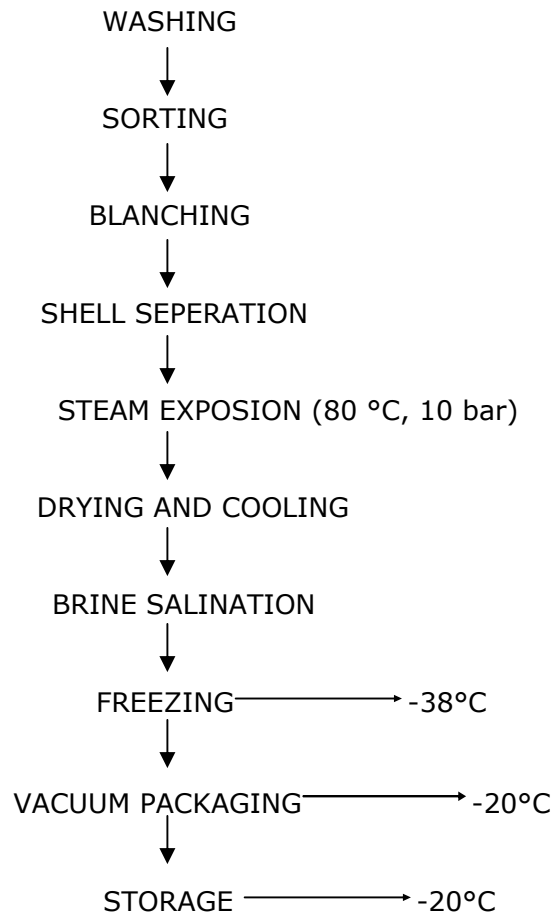 WASHING
SORTING
BLANCHING
SHELL SEPERATION
STEAM EXPOSION (80 °C, 10 bar)
DRYING AND COOLING
BRINE SALINATION
FREEZING -38°C
VACUUM PACKAGING -20°C
STORAGE -20°C